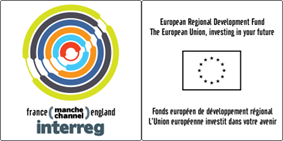 france ( manche channel ) england
interreg
European Regional Development Fund
The European Union, investing in your future
Fonds européen de développement régional
L'Union européenne investit dans votre avenir